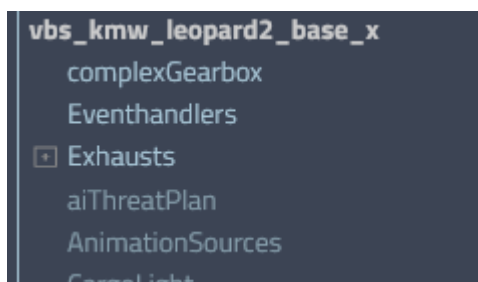 vbs_kmw_leopard2_base_x
complexGearbox
Eventhandlers
Exhausts
aiThreatPlan
AnimationSources